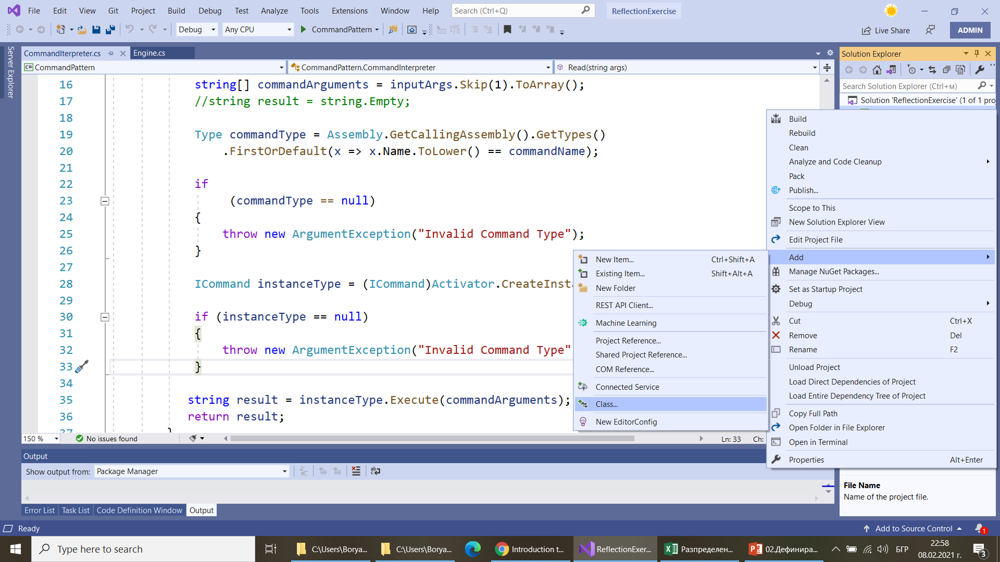 File Edit View Git Project Build Debug Test Analyze Tools Extensions Window Help Search (Ctrl+Q) ReflectionExercise
Debug Any CPU CommandPattern Live Share ADMIN
Server Explorer
CommandIterpreter.cs Engine.cs
CommandPattern CommandPattern.CommandInterpreter Read(string args)
16 string[] commandArguments = inputArgs.Skip(1).ToArray();
17 //string result = string.Empty;
18
19 Type commandType = Assembly.GetCallingAssembly().GetTypes()
20 .FirstOrDefault(x => x.Name.ToLower() == commandName);
21
22 if
23 (commandType == null)
24 {
25 throw new ArgumentException("Invalid Command Type");
26 }
27
28 ICommand instanceType = (ICommand)Activator.CreateInst
29
30 if (instanceType == null)
31 {
32 throw new ArgumentException("Invalid Command Type"
33 }
34
35 string result = instanceType.Execute(commandArguments);
36 return result;
37 }
150 % No issues found Ln: 33 Ch:
Output
Show output from: Package Manager
Error List Task List Code Definition Window Output
Solution Explorer
Search Solution Explorer (Ctrl+м)
Solution 'ReflectionExercise' (1 of 1 pro
Build
Rebuild
Clean
Analyze and Code Cleanup
Pack
Publish...
Scope to This
New Solution Explorer View
Edit Project File
Add
Manage NuGet Packages...
Set as Startup Project
Debug
Cut Ctrl+X
Remove Del
Rename F2
Unload Project
Load Direct Dependencies of Project
Load Entire Dependency Tree of Project
Copy Full Path
Open Folder in File Explorer
Open in Terminal
Properties Alt+Enter
New Item... Ctrl+Shift+A
Existing Item... Shift+Alt+A
New Folder
REST API Client...
Machine Learning
Project Reference...
Shared Project Reference...
COM Reference...
Connected Service
Class...
New EditorConfig
File Name
Name of the project file.
Ready Add to Source Control 1
Type here to search C:\Users\Borya... C:\Users\Borya... Introduction t... ReflectionExer... Разпределен... 02.Дефинира... БГР 22:58
08.02.2021 г. 3